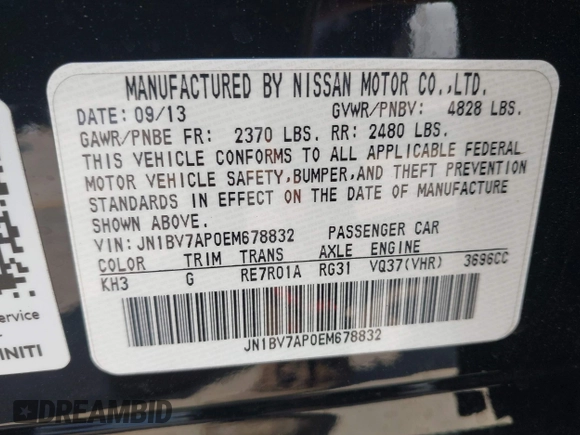 MANUFACTURED BY NISSAN MOTOR CO.,LTD.
DATE: 09/13 GVWR/PNBV: 4828 LBS.
GAWR/PNBE FR: 2370 LBS. RR: 2480 LBS.
THIS VEHICLE CONFORMS TO ALL APPLICABLE FEDERAL
MOTOR VEHICLE SAFETY,BUMPER,AND THEFT PREVENTION
STANDARDS IN EFFECT ON THE DATE OF MANUFACTURE
SHOWN ABOVE.
VIN: JN1BV7AP0EM678832 PASSENGER CAR
COLOR TRIM TRANS AXLE ENGINE
KH3 G RE7R01A RG31 VQ37(VHR) 3696CC
JN1BV7AP0EM678832
ervice
INITI
DREAMBID